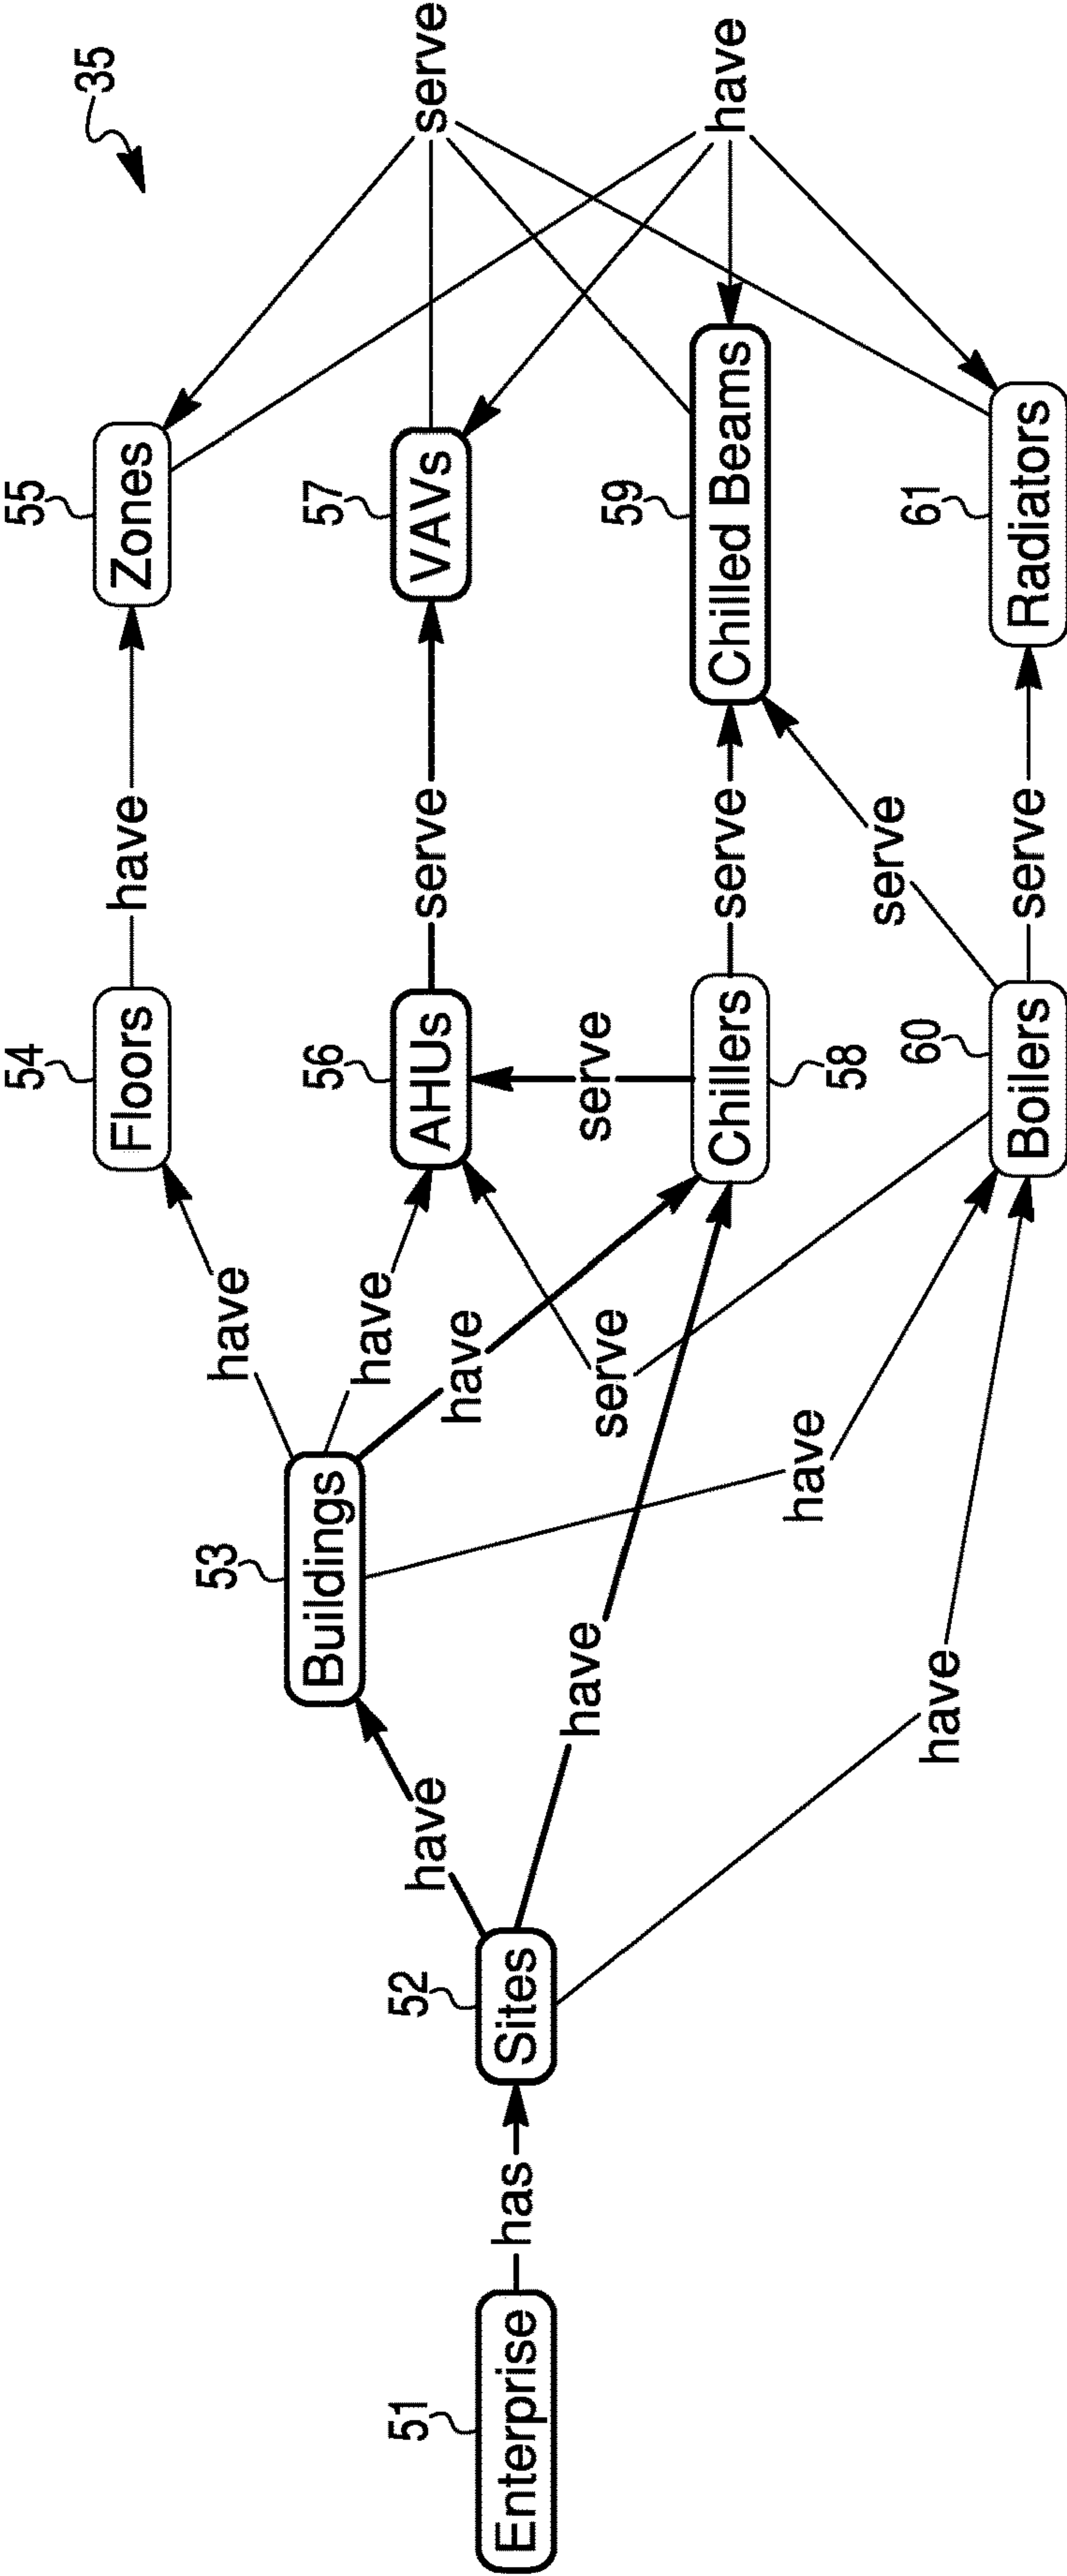 35
51
Enterprise
has
52
Sites
have
have
have
53
Buildings
have
have
have
have
54
Floors
have
55
Zones
56
AHUs
serve
57
VAVs
serve
serve
58
Chillers
serve
59
Chilled Beams
serve
60
Boilers
serve
61
Radiators
serve
have